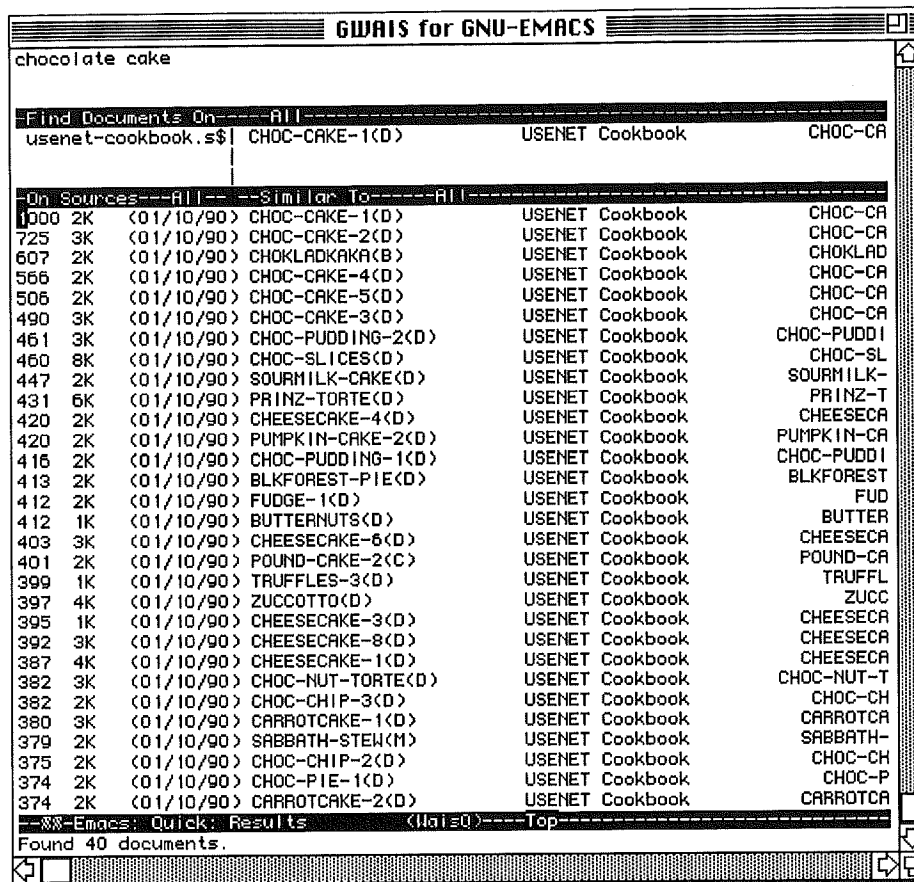 GWAIS for GNU-EMACS
chocolate cake
-Find Documents On-----All--------------------
usenet-cookbook.s$| CHOC-CAKE-1(D) USENET Cookbook CHOC-CA
-On Sources---All-- --Similar To------All--------------------
1000 2K (01/10/90) CHOC-CAKE-1(D) USENET Cookbook CHOC-CA
725 3K (01/10/90) CHOC-CAKE-2(D) USENET Cookbook CHOC-CA
607 2K (01/10/90) CHOKLADKAKA(B) USENET Cookbook CHOKLAD
566 2K (01/10/90) CHOC-CAKE-4(D) USENET Cookbook CHOC-CA
506 2K (01/10/90) CHOC-CAKE-5(D) USENET Cookbook CHOC-CA
490 3K (01/10/90) CHOC-CAKE-3(D) USENET Cookbook CHOC-CA
461 3K (01/10/90) CHOC-PUDDING-2(D) USENET Cookbook CHOC-PUDDI
460 8K (01/10/90) CHOC-SLICES(D) USENET Cookbook CHOC-SL
447 2K (01/10/90) SOURMILK-CAKE(D) USENET Cookbook SOURMILK-
431 6K (01/10/90) PRINZ-TORTE(D) USENET Cookbook PRINZ-T
420 2K (01/10/90) CHEESECAKE-4(D) USENET Cookbook CHEESECA
420 2K (01/10/90) PUMPKIN-CAKE-2(D) USENET Cookbook PUMPKIN-CA
416 2K (01/10/90) CHOC-PUDDING-1(D) USENET Cookbook CHOC-PUDDI
413 2K (01/10/90) BLKFOREST-PIE(D) USENET Cookbook BLKFOREST
412 2K (01/10/90) FUDGE-1(D) USENET Cookbook FUD
412 1K (01/10/90) BUTTERNUTS(D) USENET Cookbook BUTTER
403 3K (01/10/90) CHEESECAKE-6(D) USENET Cookbook CHEESECA
401 2K (01/10/90) POUND-CAKE-2(C) USENET Cookbook POUND-CA
399 1K (01/10/90) TRUFFLES-3(D) USENET Cookbook TRUFFL
397 4K (01/10/90) ZUCCOTTO(D) USENET Cookbook ZUCC
395 1K (01/10/90) CHEESECAKE-3(D) USENET Cookbook CHEESECA
392 3K (01/10/90) CHEESECAKE-8(D) USENET Cookbook CHEESECA
387 4K (01/10/90) CHEESECAKE-1(D) USENET Cookbook CHEESECA
382 3K (01/10/90) CHOC-NUT-TORTE(D) USENET Cookbook CHOC-NUT-T
382 2K (01/10/90) CHOC-CHIP-3(D) USENET Cookbook CHOC-CH
380 3K (01/10/90) CARROTCAKE-1(D) USENET Cookbook CARROTCA
379 2K (01/10/90) SABBATH-STEW(M) USENET Cookbook SABBATH-
375 2K (01/10/90) CHOC-CHIP-2(D) USENET Cookbook CHOC-CH
374 2K (01/10/90) CHOC-PIE-1(D) USENET Cookbook CHOC-P
374 2K (01/10/90) CARROTCAKE-2(D) USENET Cookbook CARROTCA
--%%-Emacs: Quick: Results (WaisQ)----Top--------------------
Found 40 documents.